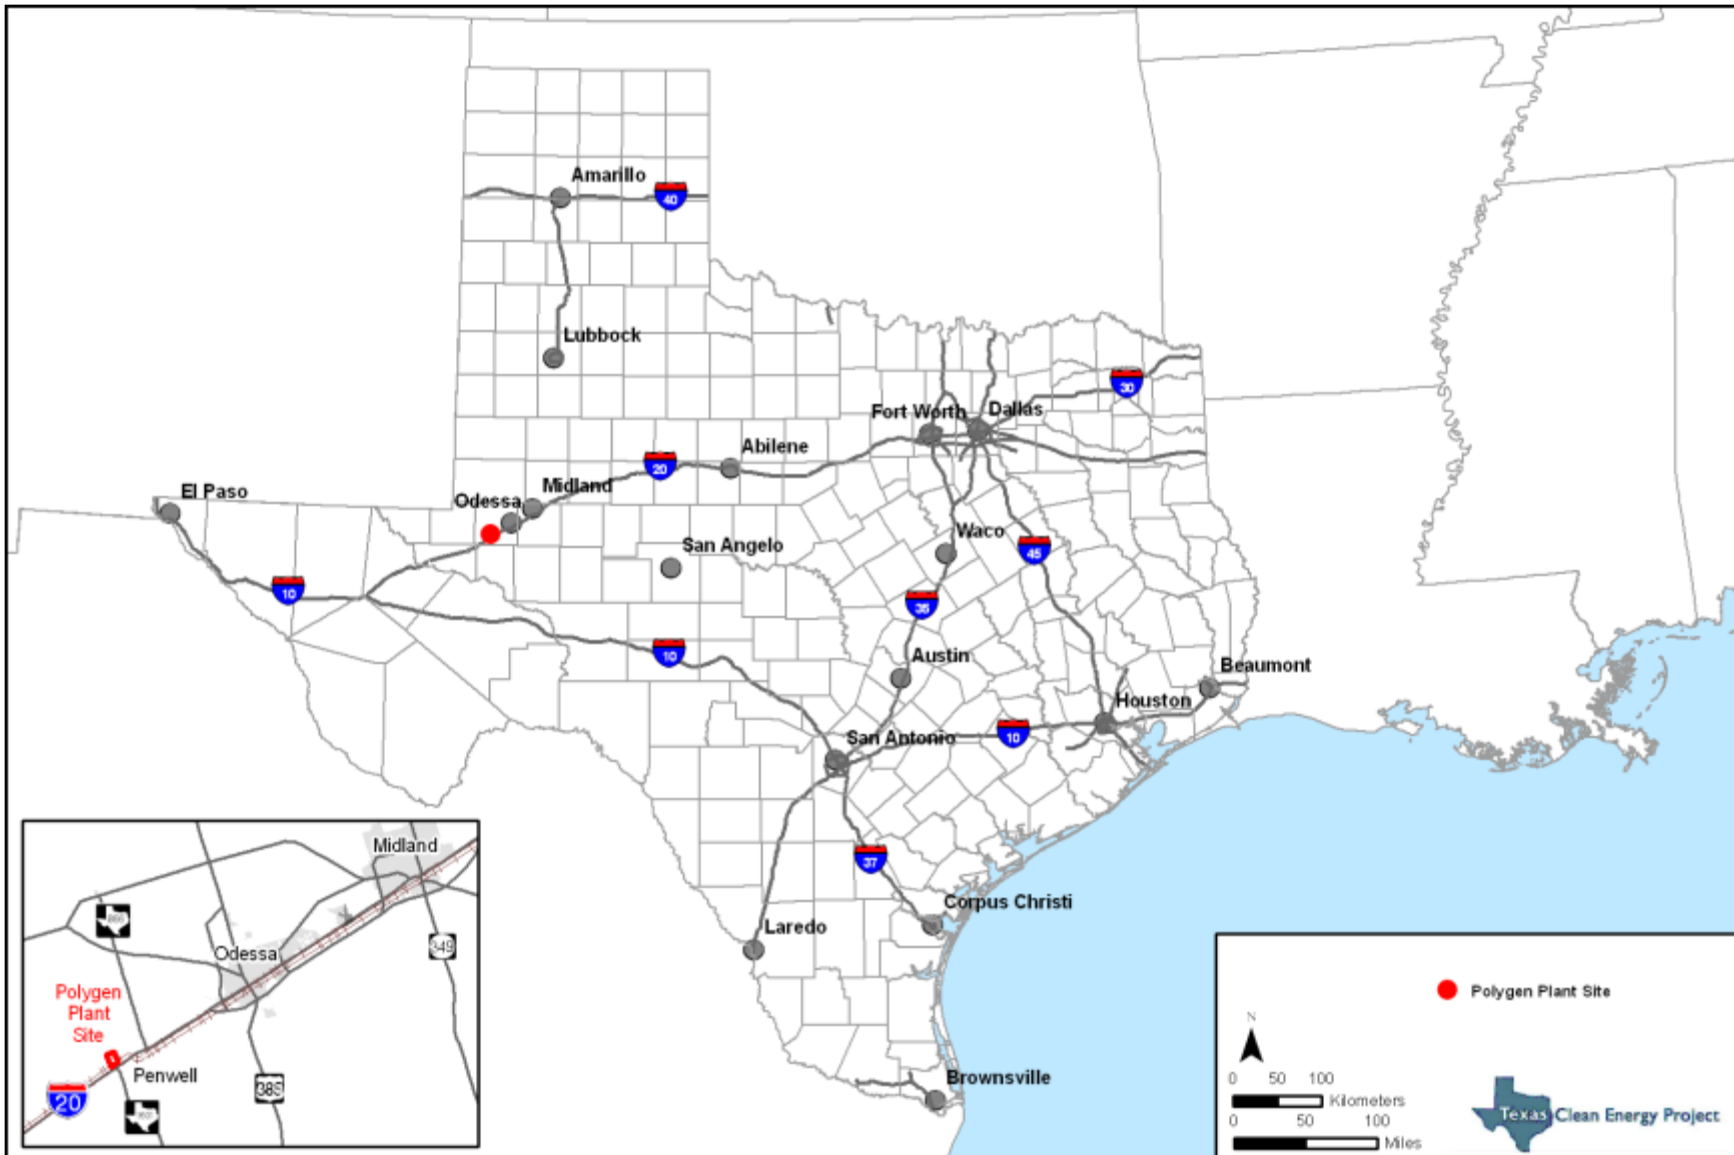 Amarillo
40
Lubbock
30
Fort Worth
Dallas
Abilene
20
Midland
Odessa
El Paso
San Angelo
Waco
45
10
35
10
Austin
Beaumont
Houston
San Antonio
10
37
Corpus Christi
Laredo
Brownsville
Midland
Odessa
349
Polygen
Plant
Site
Penwell
385
20
Polygen Plant Site
N
0 50 100
Kilometers
0 50 100
Miles
Texas Clean Energy Project